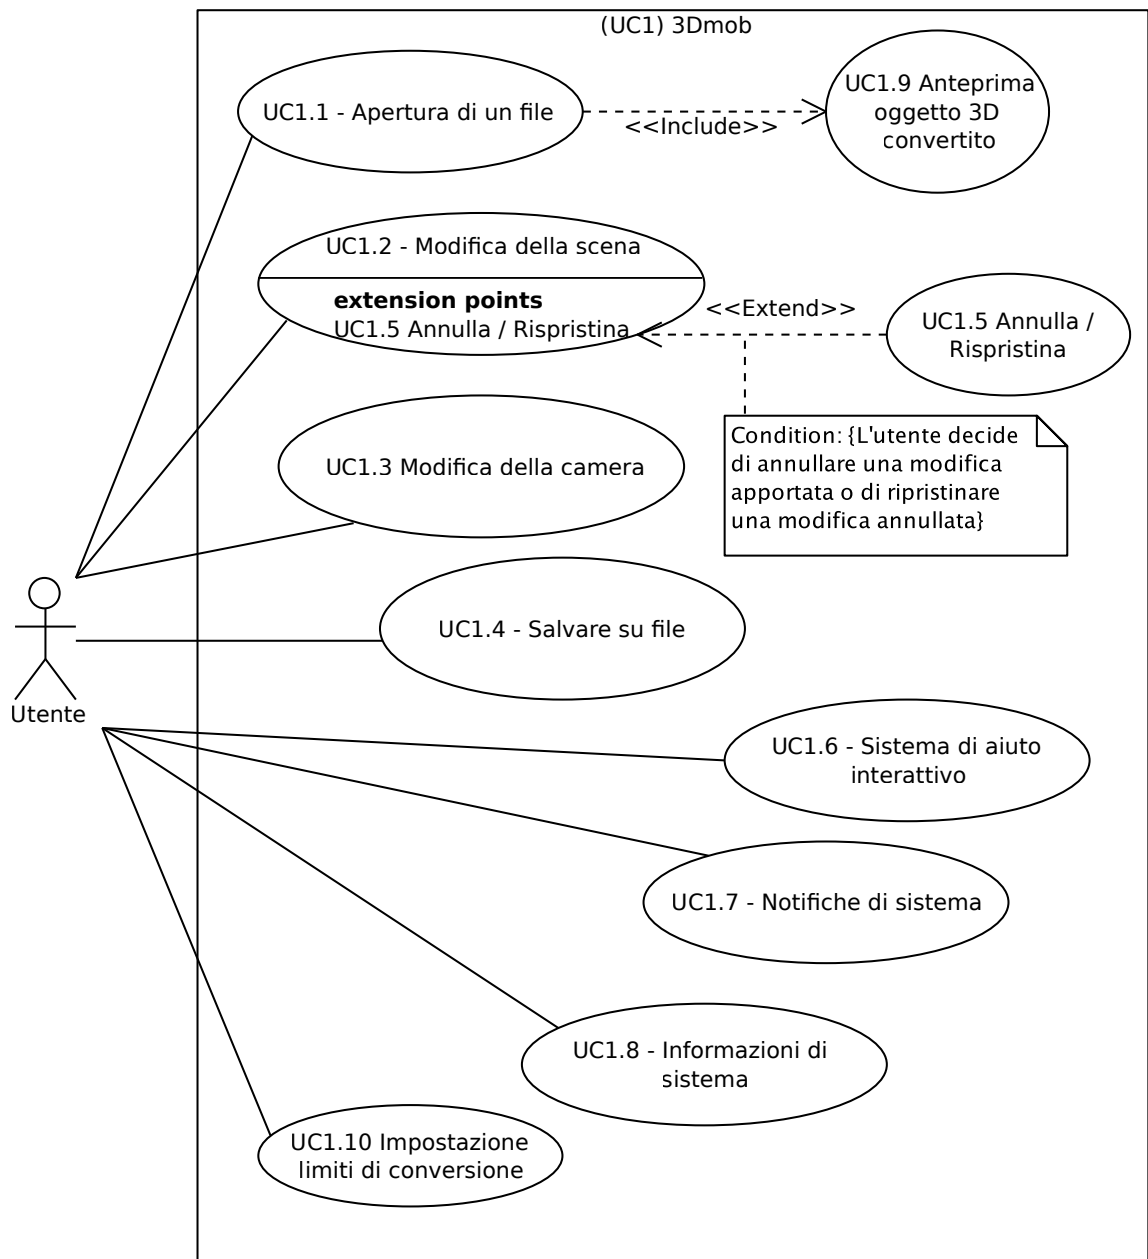 (UC1) 3Dmob
UC1.1 - Apertura di un file
<<Include>>
UC1.9 Anteprima
oggetto 3D
convertito
UC1.2 - Modifica della scena
extension points
UC1.5 Annulla / Rispristina
<<Extend>>
UC1.5 Annulla /
Rispristina
Condition: {L'utente decide
di annullare una modifica
apportata o di ripristinare
una modifica annullata}
UC1.3 Modifica della camera
UC1.4 - Salvare su file
Utente
UC1.6 - Sistema di aiuto
interattivo
UC1.7 - Notifiche di sistema
UC1.8 - Informazioni di
sistema
UC1.10 Impostazione
limiti di conversione